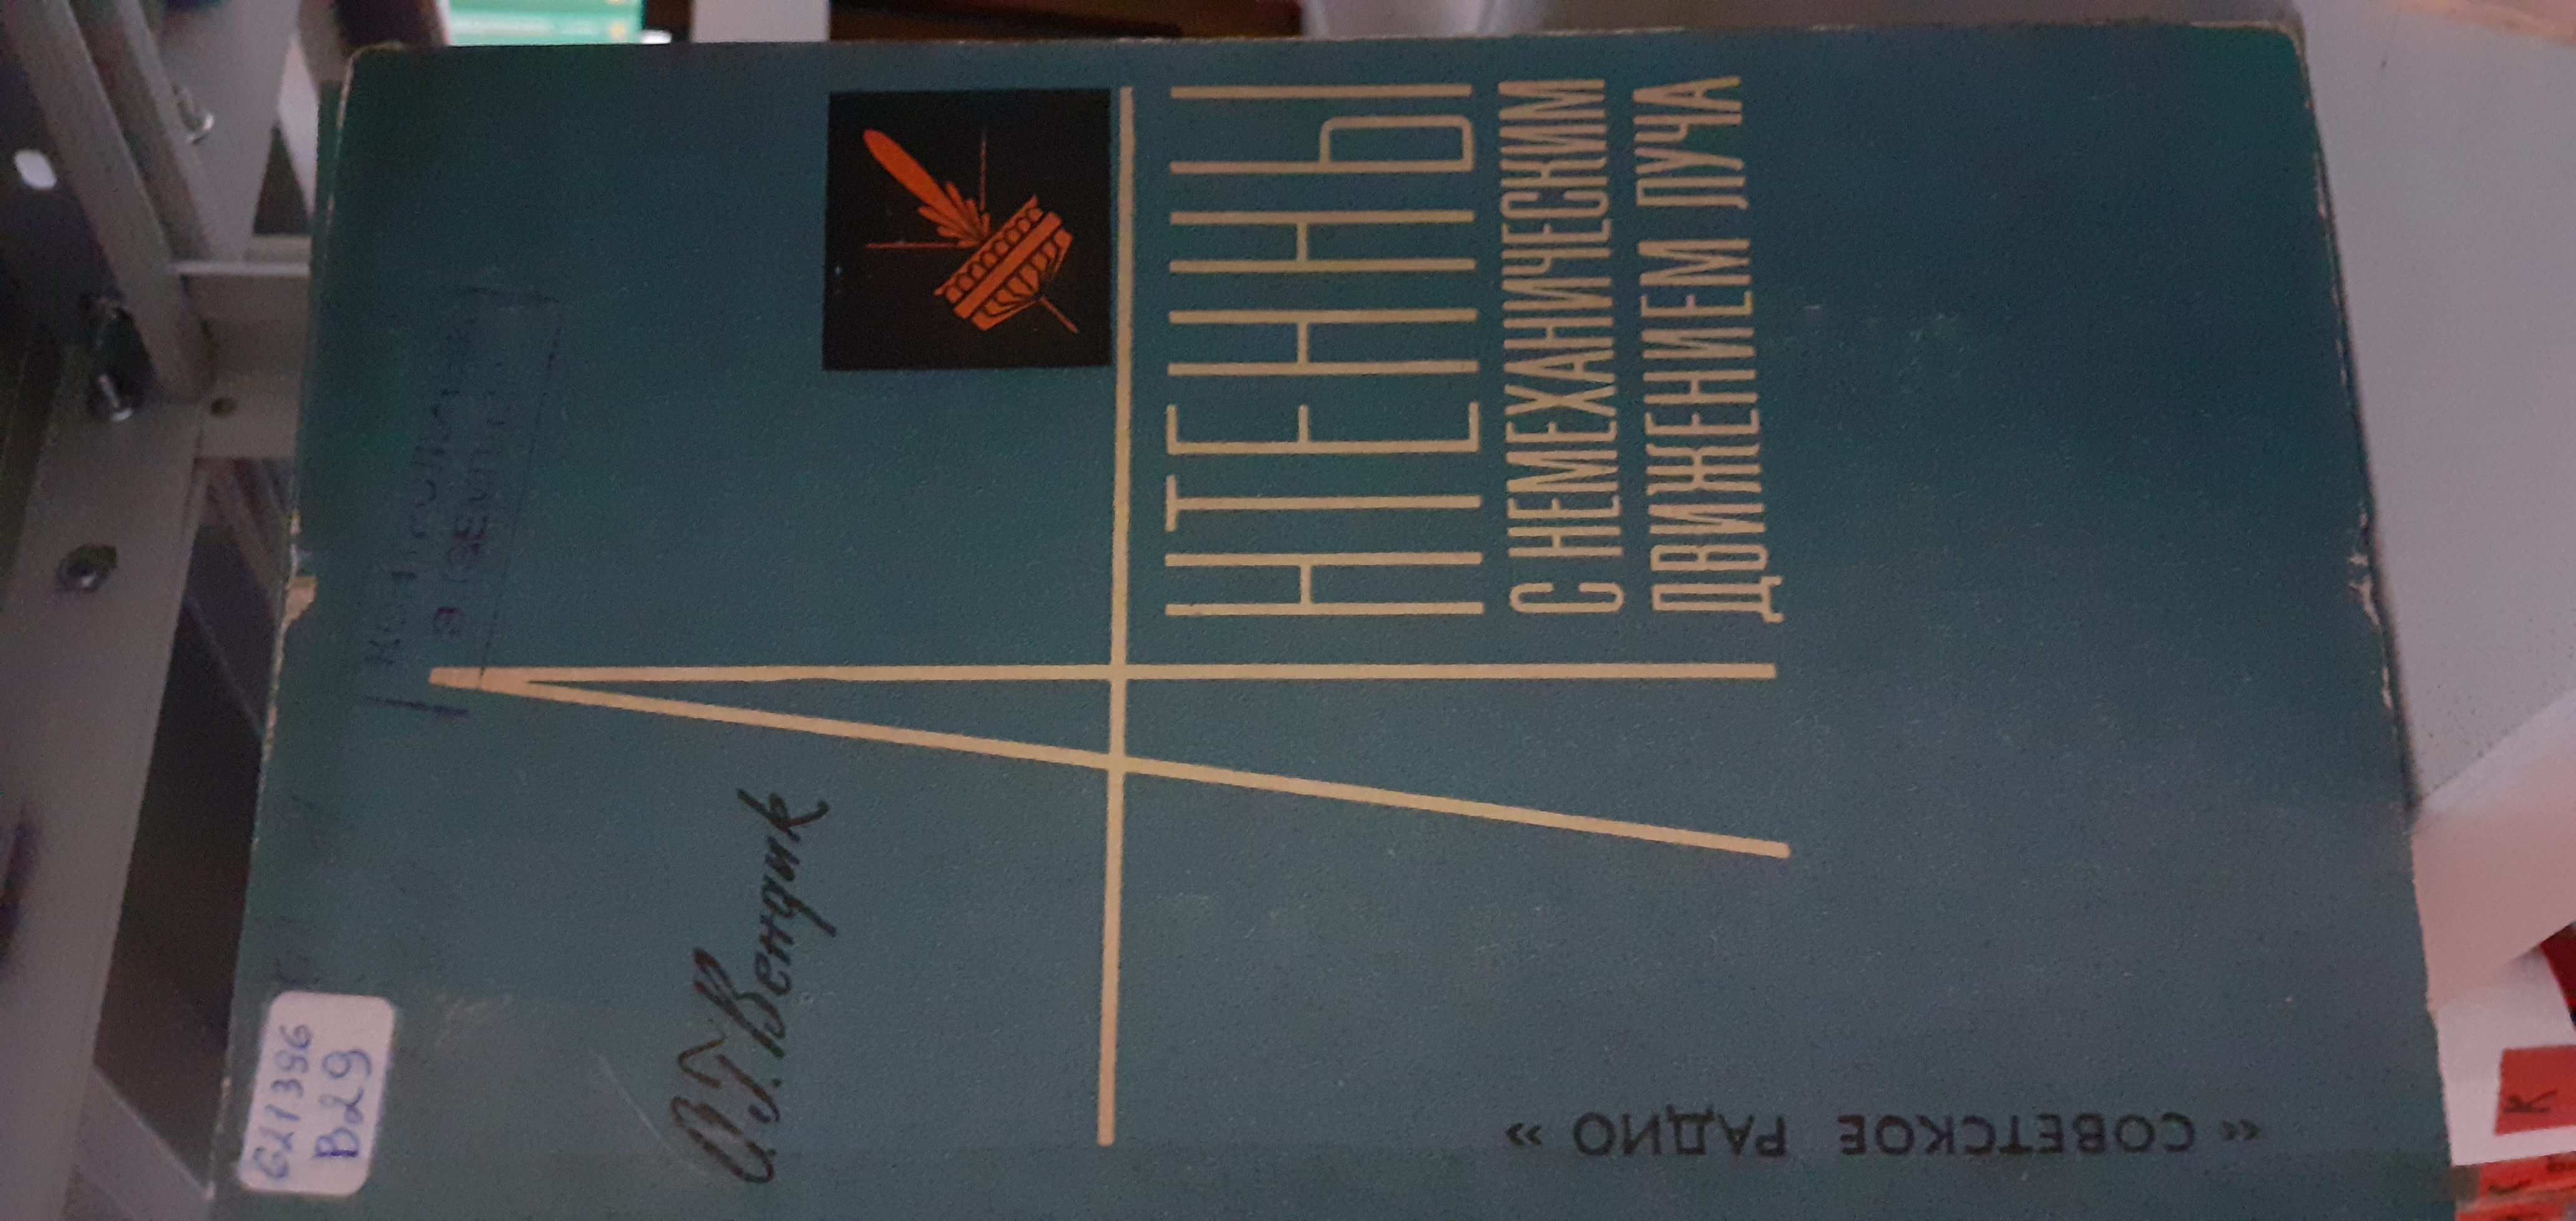 621396
В29
О.Г. Вендик
АНТЕННЫ
С НЕМЕХАНИЧЕСКИМ
ДВИЖЕНИЕМ ЛУЧА
«СОВЕТСКОЕ РАДИО»
К